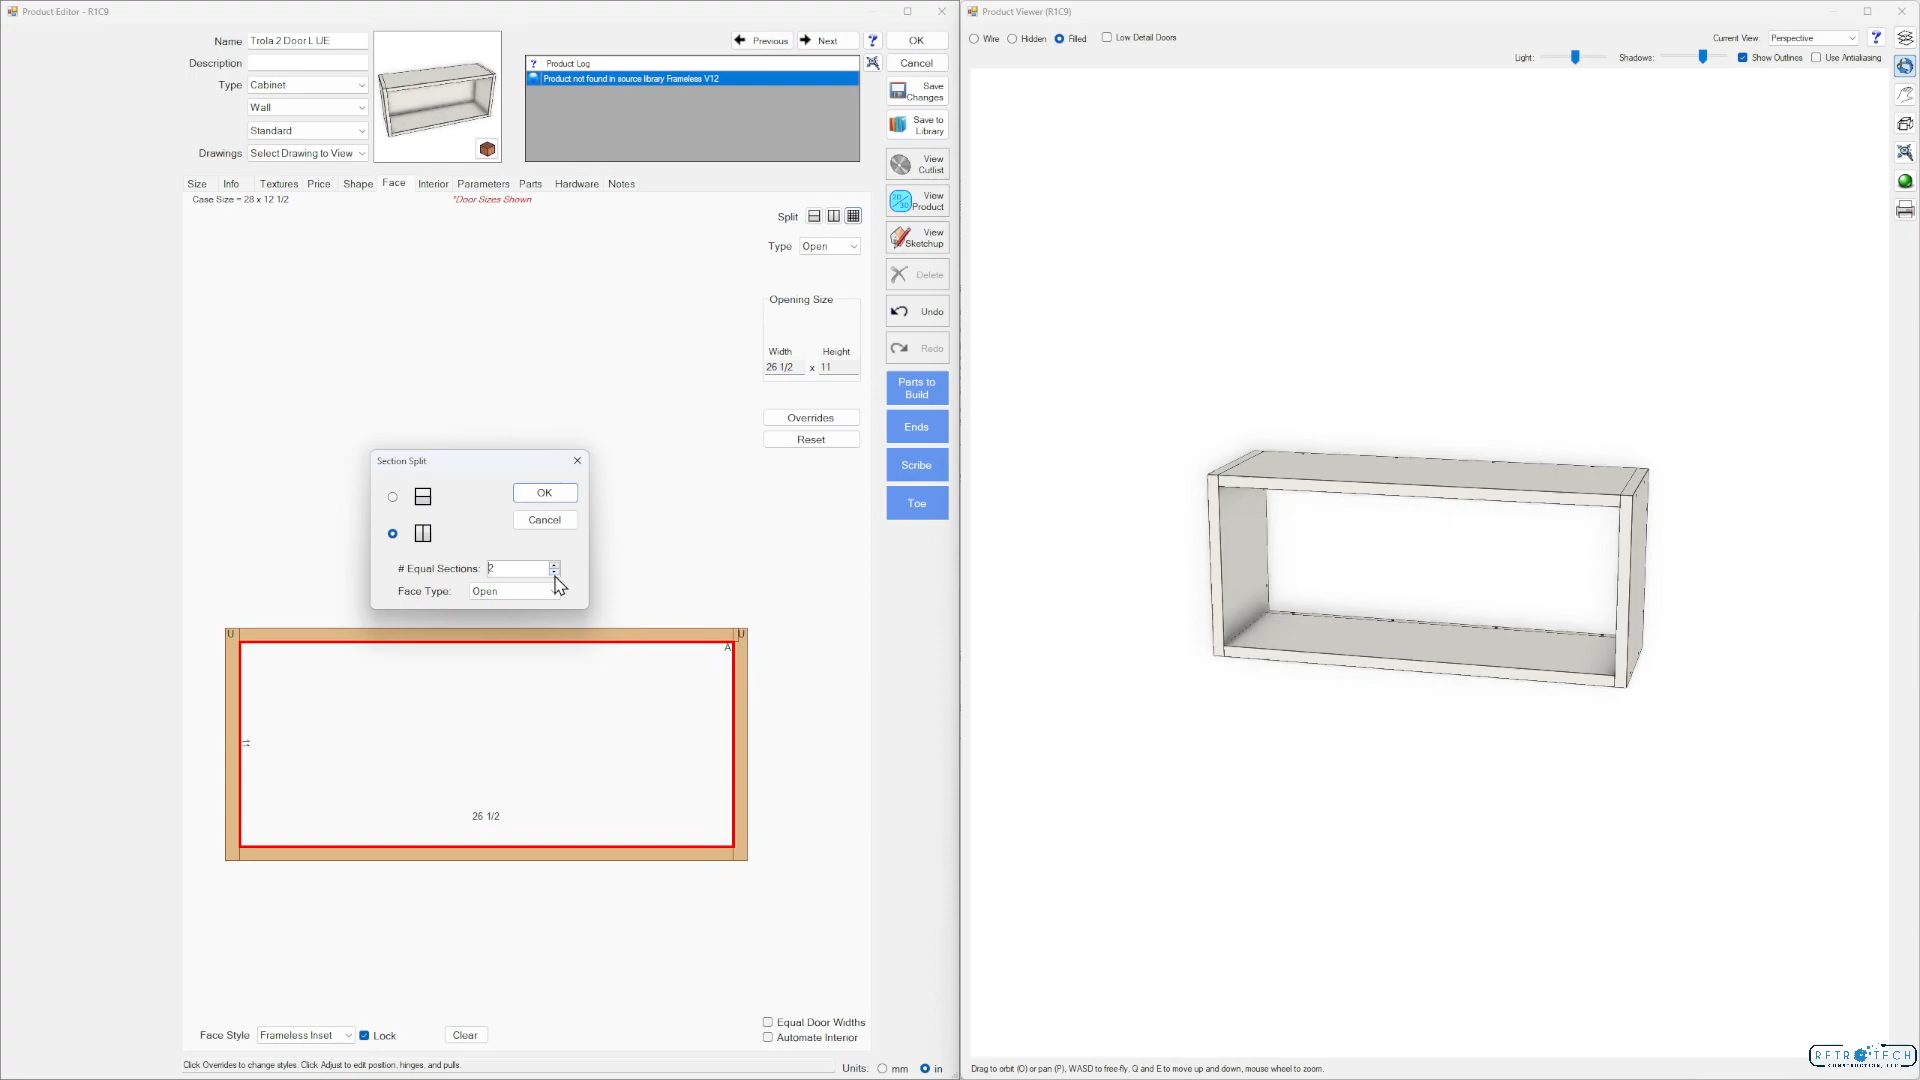 Product Editor - R1C9
Name Trola 2 Door L UE
Description
Type Cabinet
Wall
Standard
Drawings Select Drawing to View
Previous Next ? OK
? Product Log
Product not found in source library Frameless V12
Cancel
Save Changes
Save to Library
View Cutlist
2D/3D View Product
View Sketchup
Delete
Undo
Redo
Parts to Build
Ends
Scribe
Toe
Size Info Textures Price Shape Face Interior Parameters Parts Hardware Notes
Case Size = 28 x 12 1/2
*Door Sizes Shown
Split
Type Open
Opening Size
Width Height
26 1/2 x 11
Overrides
Reset
Section Split
OK
Cancel
# Equal Sections: 2
Face Type: Open
U U
A
11
26 1/2
Equal Door Widths
Automate Interior
Face Style Frameless Inset Lock Clear
Click Overrides to change styles. Click Adjust to edit position, hinges, and pulls.
Units: mm in
Product Viewer (R1C9)
Wire Hidden Filled Low Detail Doors
Current View: Perspective ?
Light: Shadows: Show Outlines Use Antialiasing
Drag to orbit (O) or pan (P), WASD to free-fly, Q and E to move up and down, mouse wheel to zoom.
RETROTECH
CONSTRUCTION, LLC